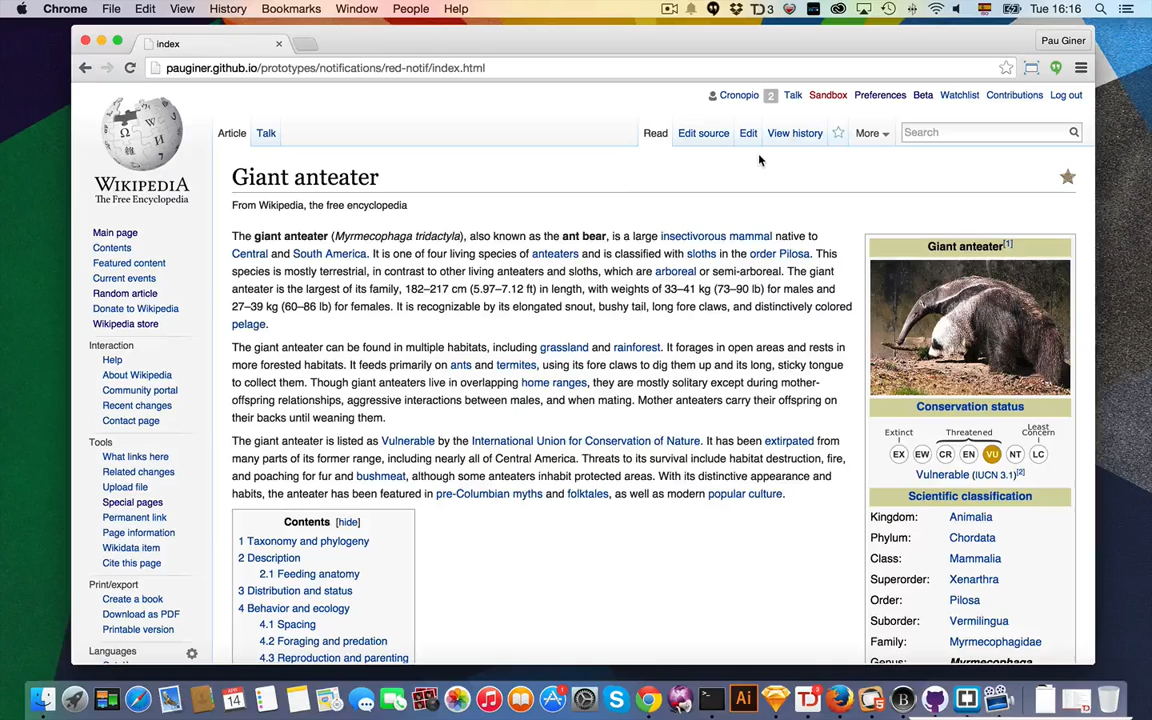 Chrome File Edit View History Bookmarks Window People Help 3 Tue 16:16
index Pau Giner
pauginer.github.io/prototypes/notifications/red-notif/index.html
Cronopio 2 Talk Sandbox Preferences Beta Watchlist Contributions Log out
Article Talk Read Edit source Edit View history More Search
WIKIPEDIA
The Free Encyclopedia
Main page
Contents
Featured content
Current events
Random article
Donate to Wikipedia
Wikipedia store
Interaction
Help
About Wikipedia
Community portal
Recent changes
Contact page
Tools
What links here
Related changes
Upload file
Special pages
Permanent link
Page information
Wikidata item
Cite this page
Print/export
Create a book
Download as PDF
Printable version
Languages
Giant anteater
From Wikipedia, the free encyclopedia
The giant anteater (Myrmecophaga tridactyla), also known as the ant bear, is a large insectivorous mammal native to
Central and South America. It is one of four living species of anteaters and is classified with sloths in the order Pilosa. This
species is mostly terrestrial, in contrast to other living anteaters and sloths, which are arboreal or semi-arboreal. The giant
anteater is the largest of its family, 182–217 cm (5.97–7.12 ft) in length, with weights of 33–41 kg (73–90 lb) for males and
27–39 kg (60–86 lb) for females. It is recognizable by its elongated snout, bushy tail, long fore claws, and distinctively colored
pelage.
The giant anteater can be found in multiple habitats, including grassland and rainforest. It forages in open areas and rests in
more forested habitats. It feeds primarily on ants and termites, using its fore claws to dig them up and its long, sticky tongue
to collect them. Though giant anteaters live in overlapping home ranges, they are mostly solitary except during mother-
offspring relationships, aggressive interactions between males, and when mating. Mother anteaters carry their offspring on
their backs until weaning them.
The giant anteater is listed as Vulnerable by the International Union for Conservation of Nature. It has been extirpated from
many parts of its former range, including nearly all of Central America. Threats to its survival include habitat destruction, fire,
and poaching for fur and bushmeat, although some anteaters inhabit protected areas. With its distinctive appearance and
habits, the anteater has been featured in pre-Columbian myths and folktales, as well as modern popular culture.
Contents [hide]
1 Taxonomy and phylogeny
2 Description
2.1 Feeding anatomy
3 Distribution and status
4 Behavior and ecology
4.1 Spacing
4.2 Foraging and predation
4.3 Reproduction and parenting
Giant anteater[1]
Conservation status
Extinct Threatened Least Concern
EX EW CR EN VU NT LC
Vulnerable (IUCN 3.1)[2]
Scientific classification
Kingdom: Animalia
Phylum: Chordata
Class: Mammalia
Superorder: Xenarthra
Order: Pilosa
Suborder: Vermilingua
Family: Myrmecophagidae
Genus: Myrmecophaga
14
Ai
B